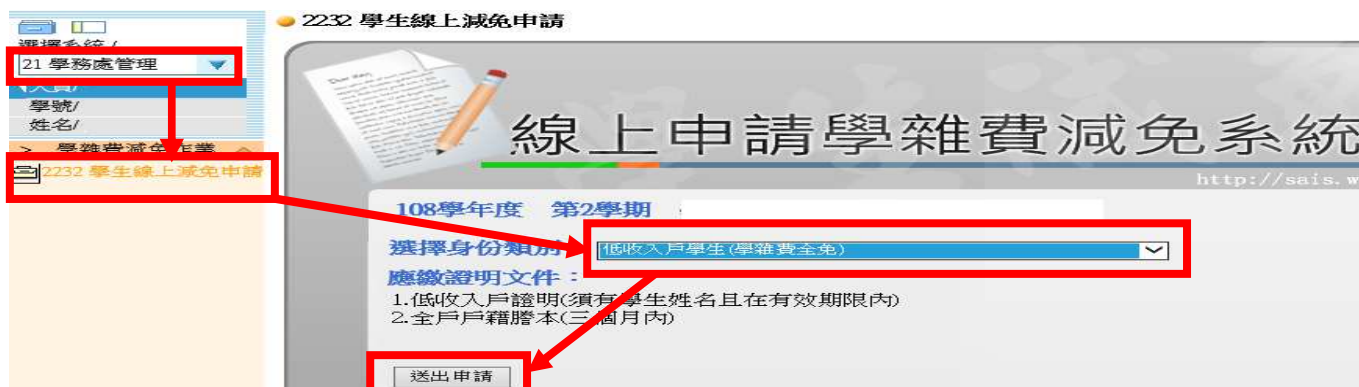 2232 學生線上減免申請
選擇系統/
21 學務處管理
人員/
學號/
姓名/
> 學雜費減免作業
2232 學生線上減免申請
Dear Mary,
線上申請學雜費減免系統
http://sais.w
108學年度 第2學期
選擇身份類別
低收入戶學生(學雜費全免)
應繳證明文件：
1.低收入戶證明(須有學生姓名且在有效期限內)
2.全戶戶籍謄本(三個月內)
送出申請